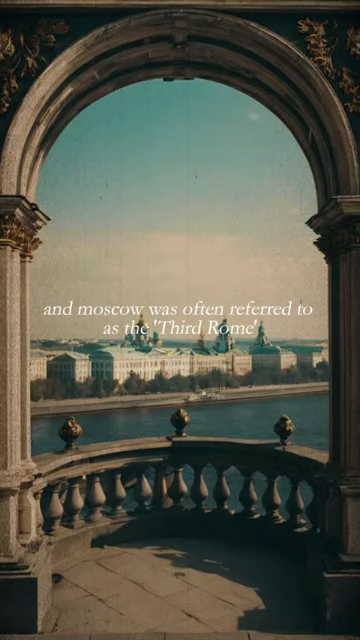 and moscow was often referred to
as the 'Third Rome'